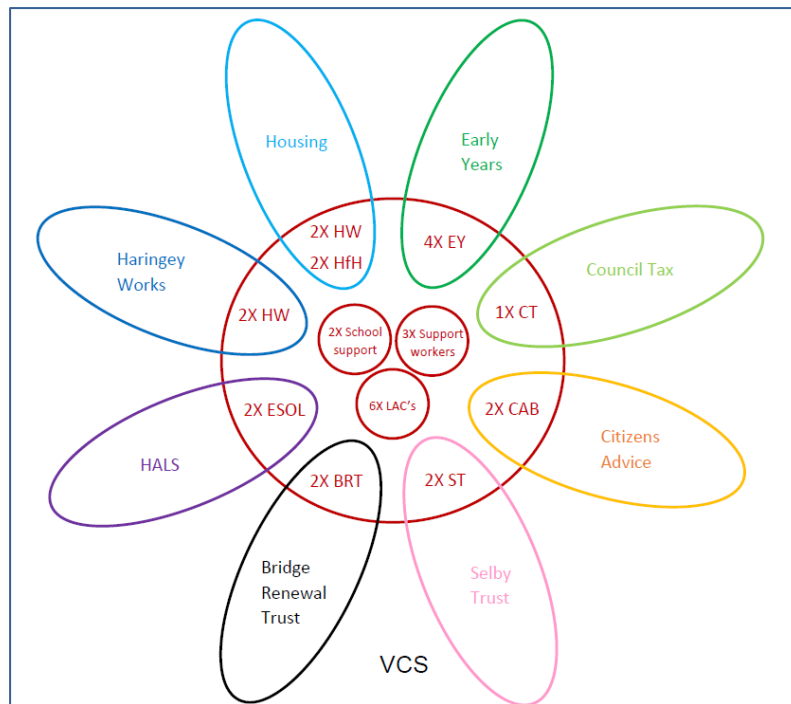 Housing
Early
Years
2X HW
2X HfH
4X EY
Haringey
Works
Council Tax
2X HW
1X CT
2X School
support
3X Support
workers
6X LAC's
2X ESOL
2X CAB
Citizens
Advice
HALS
2X BRT
2X ST
Bridge
Renewal
Trust
Selby
Trust
VCS